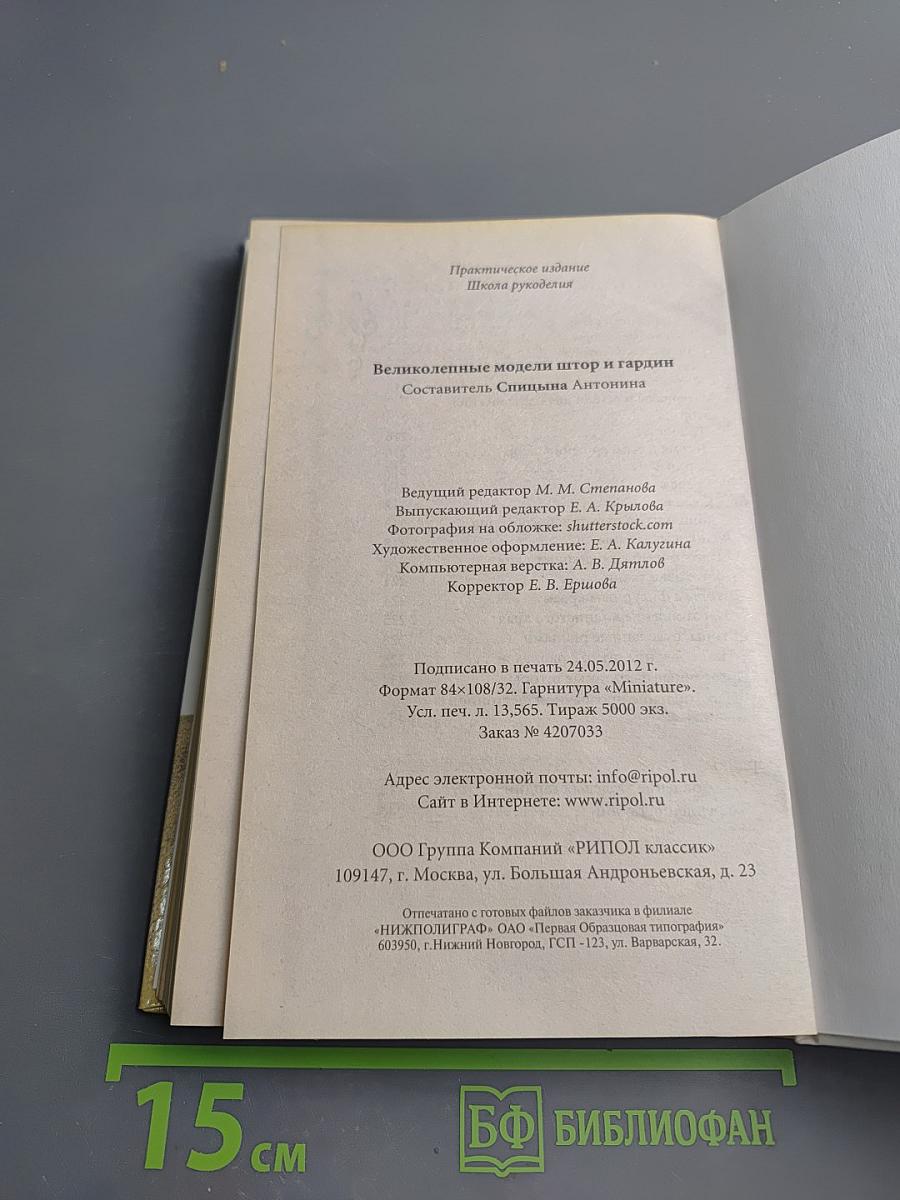 Практическое издание
Школа рукоделия
Великолепные модели штор и гардин
Составитель Спицына Антонина
Ведущий редактор М. М. Степанова
Выпускающий редактор Е. А. Крылова
Фотография на обложке: shutterstock.com
Художественное оформление: Е. А. Калугина
Компьютерная верстка: А. В. Дятлов
Корректор Е. В. Ершова
Подписано в печать 24.05.2012 г.
Формат 84×108/32. Гарнитура «Miniature».
Усл. печ. л. 13,565. Тираж 5000 экз.
Заказ № 4207033
Адрес электронной почты: info@ripol.ru
Сайт в Интернете: www.ripol.ru
ООО Группа Компаний «РИПОЛ классик»
109147, г. Москва, ул. Большая Андроньевская, д. 23
Отпечатано с готовых файлов заказчика в филиале
«НИЖПОЛИГРАФ» ОАО «Первая Образцовая типография»
603950, г.Нижний Новгород, ГСП -123, ул. Варварская, 32.
15 см
БФ БИБЛИОФАН